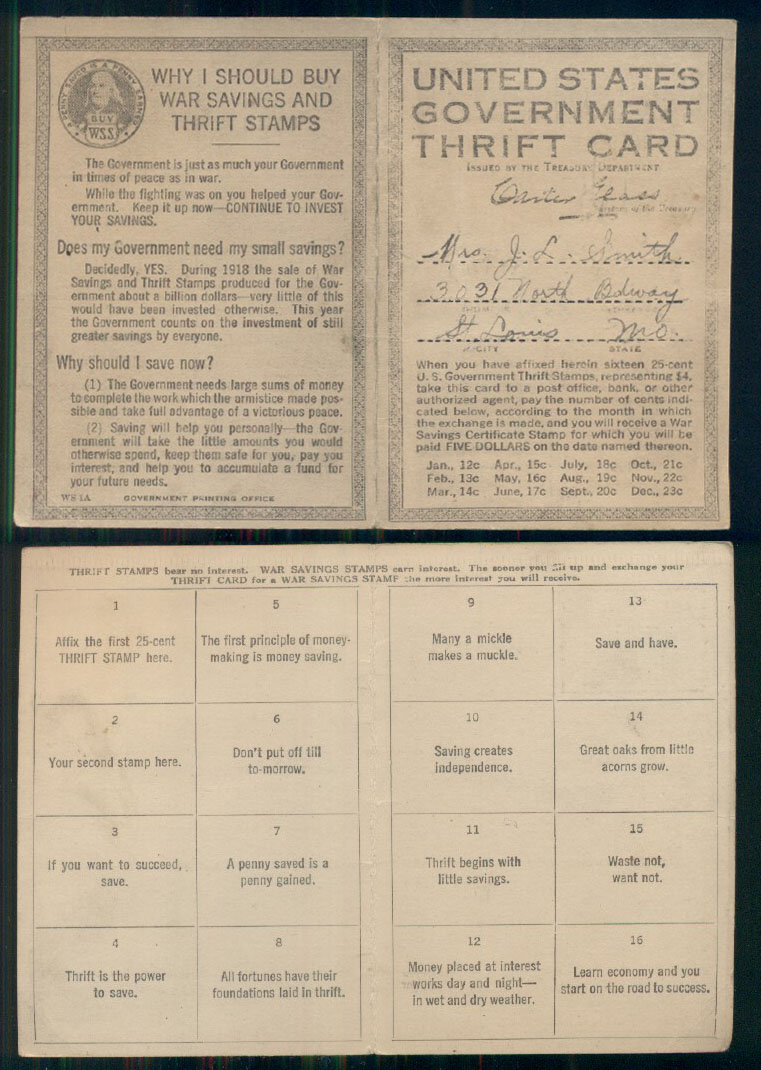 A PENNY SAVED IS A PENNY EARNED
BUY
W.S.S.
WHY I SHOULD BUY
WAR SAVINGS AND
THRIFT STAMPS
The Government is just as much your Government
in times of peace as in war.
While the fighting was on you helped your Gov-
ernment. Keep it up now—CONTINUE TO INVEST
YOUR SAVINGS.
Does my Government need my small savings?
Decidedly, YES. During 1918 the sale of War
Savings and Thrift Stamps produced for the Gov-
ernment about a billion dollars—very little of this
would have been invested otherwise. This year
the Government counts on the investment of still
greater savings by everyone.
Why should I save now?
(1) The Government needs large sums of money
to complete the work which the armistice made pos-
sible and take full advantage of a victorious peace.
(2) Saving will help you personally—the Gov-
ernment will take the little amounts you would
otherwise spend, keep them safe for you, pay you
interest, and help you to accumulate a fund for
your future needs.
WS 1A GOVERNMENT PRINTING OFFICE
UNITED STATES
GOVERNMENT
THRIFT CARD
ISSUED BY THE TREASURY DEPARTMENT
Carter Glass
Secretary of the Treasury
Mrs. J. L. Smith
3031 North Bdway
St Louis Mo.
CITY STATE
When you have affixed herein sixteen 25-cent
U. S. Government Thrift Stamps, representing $4,
take this card to a post office, bank, or other
authorized agent, pay the number of cents indi-
cated below, according to the month in which
the exchange is made, and you will receive a War
Savings Certificate Stamp for which you will be
paid FIVE DOLLARS on the date named thereon.
Jan., 12c Apr., 15c July, 18c Oct., 21c
Feb., 13c May, 16c Aug., 19c Nov., 22c
Mar., 14c June, 17c Sept., 20c Dec., 23c
THRIFT STAMPS bear no interest. WAR SAVINGS STAMPS earn interest. The sooner you fill up and exchange your
THRIFT CARD for a WAR SAVINGS STAMP the more interest you will receive.
1
Affix the first 25-cent
THRIFT STAMP here.
2
Your second stamp here.
3
If you want to succeed,
save.
4
Thrift is the power
to save.
5
The first principle of money-
making is money saving.
6
Don't put off till
to-morrow.
7
A penny saved is a
penny gained.
8
All fortunes have their
foundations laid in thrift.
9
Many a mickle
makes a muckle.
10
Saving creates
independence.
11
Thrift begins with
little savings.
12
Money placed at interest
works day and night—
in wet and dry weather.
13
Save and have.
14
Great oaks from little
acorns grow.
15
Waste not,
want not.
16
Learn economy and you
start on the road to success.